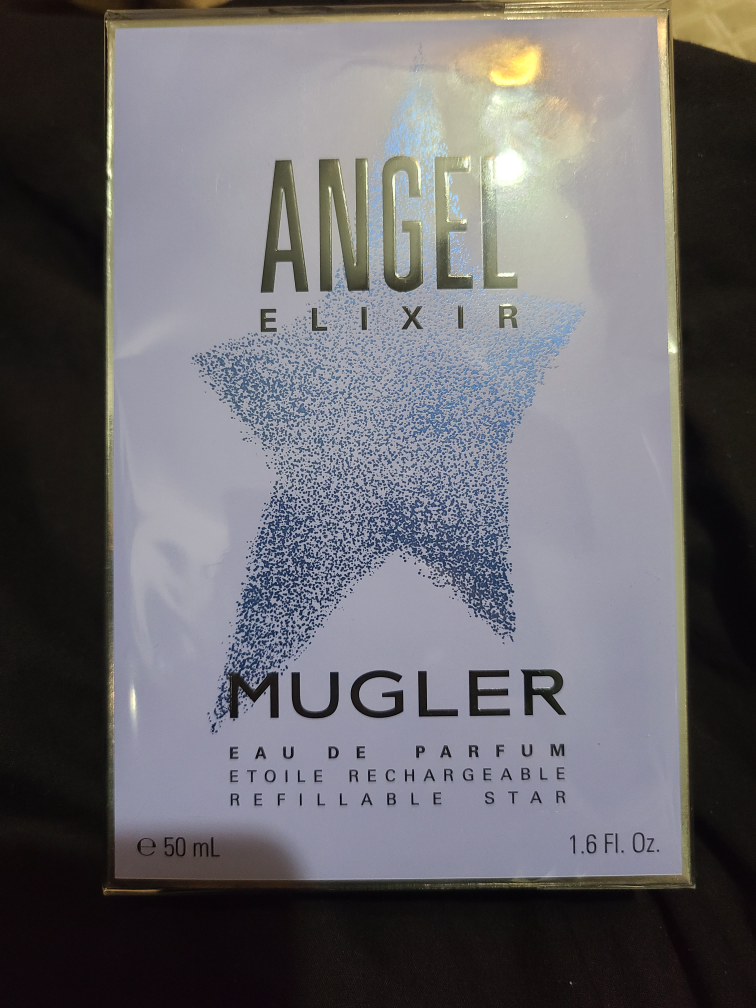 ANGEL
ELIXIR
MUGLER
EAU DE PARFUM
ETOILE RECHARGEABLE
REFILLABLE STAR
℮ 50 mL
1.6 Fl. Oz.